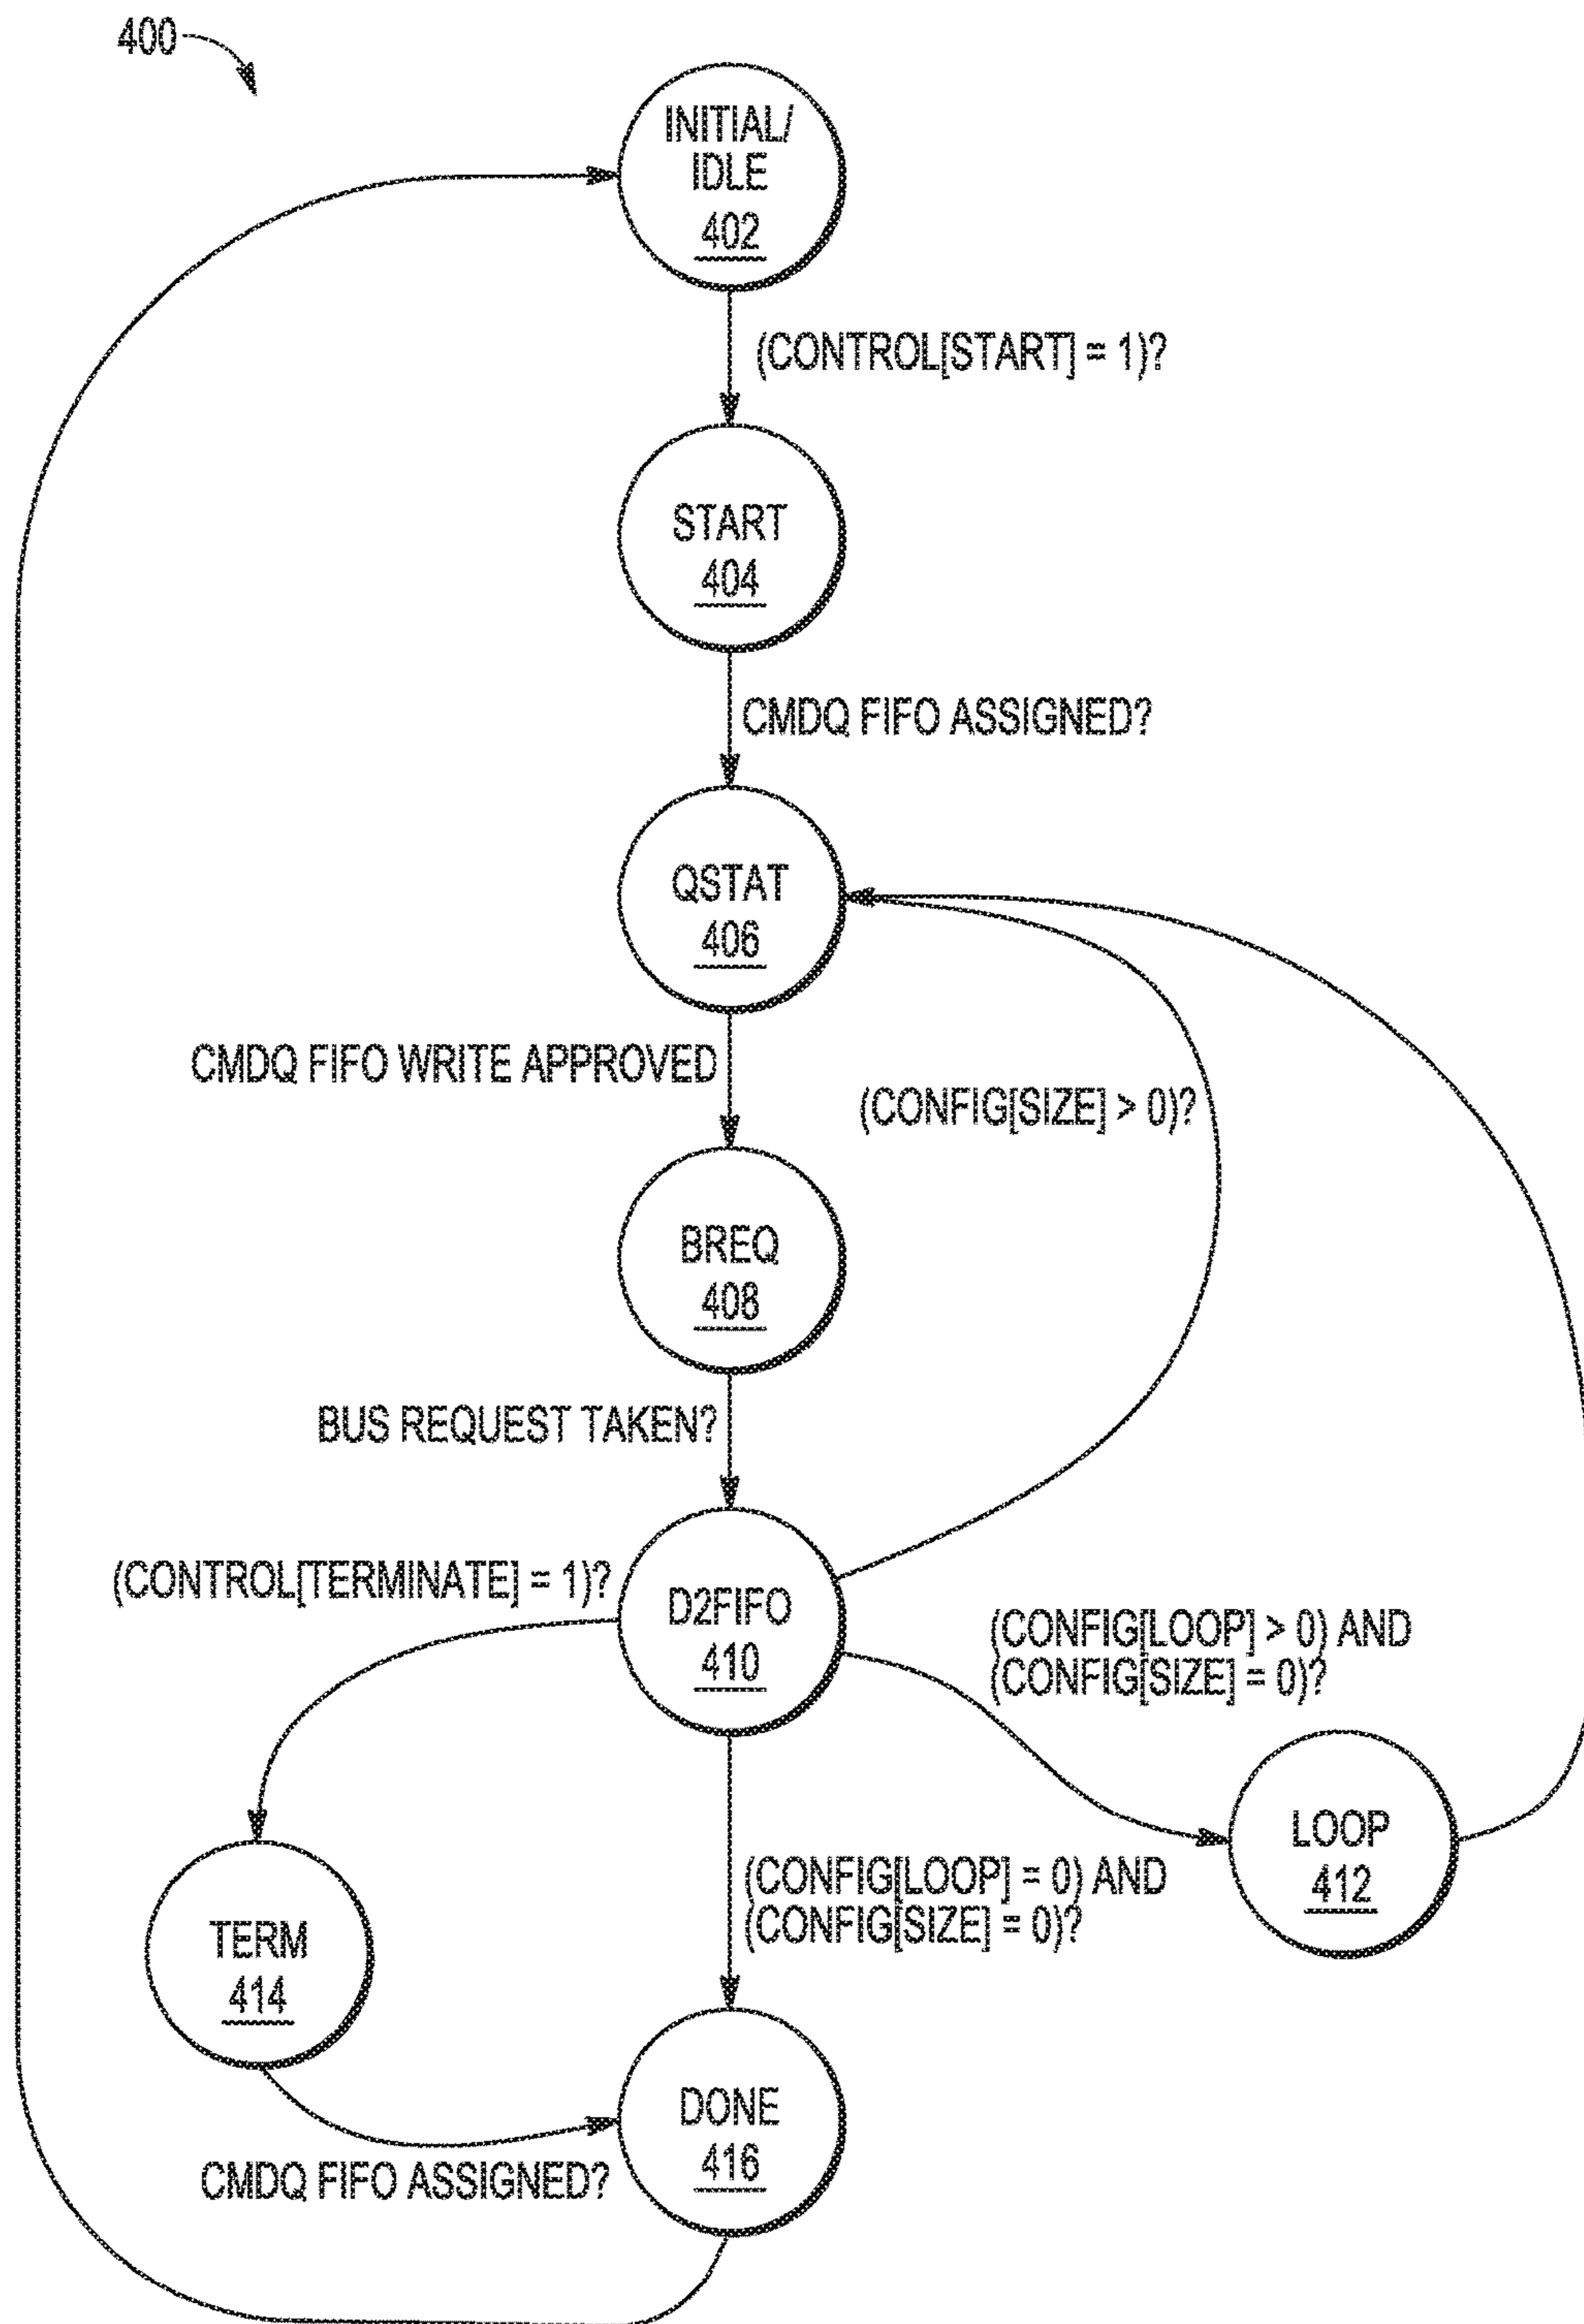 400
INITIAL/
IDLE
402
(CONTROL[START] = 1)?
START
404
CMDQ FIFO ASSIGNED?
QSTAT
406
CMDQ FIFO WRITE APPROVED
(CONFIG[SIZE] > 0)?
BREQ
408
BUS REQUEST TAKEN?
(CONTROL[TERMINATE] = 1)?
D2FIFO
410
(CONFIG[LOOP] > 0) AND
(CONFIG[SIZE] = 0)?
LOOP
412
(CONFIG[LOOP] = 0) AND
(CONFIG[SIZE] = 0)?
TERM
414
DONE
416
CMDQ FIFO ASSIGNED?